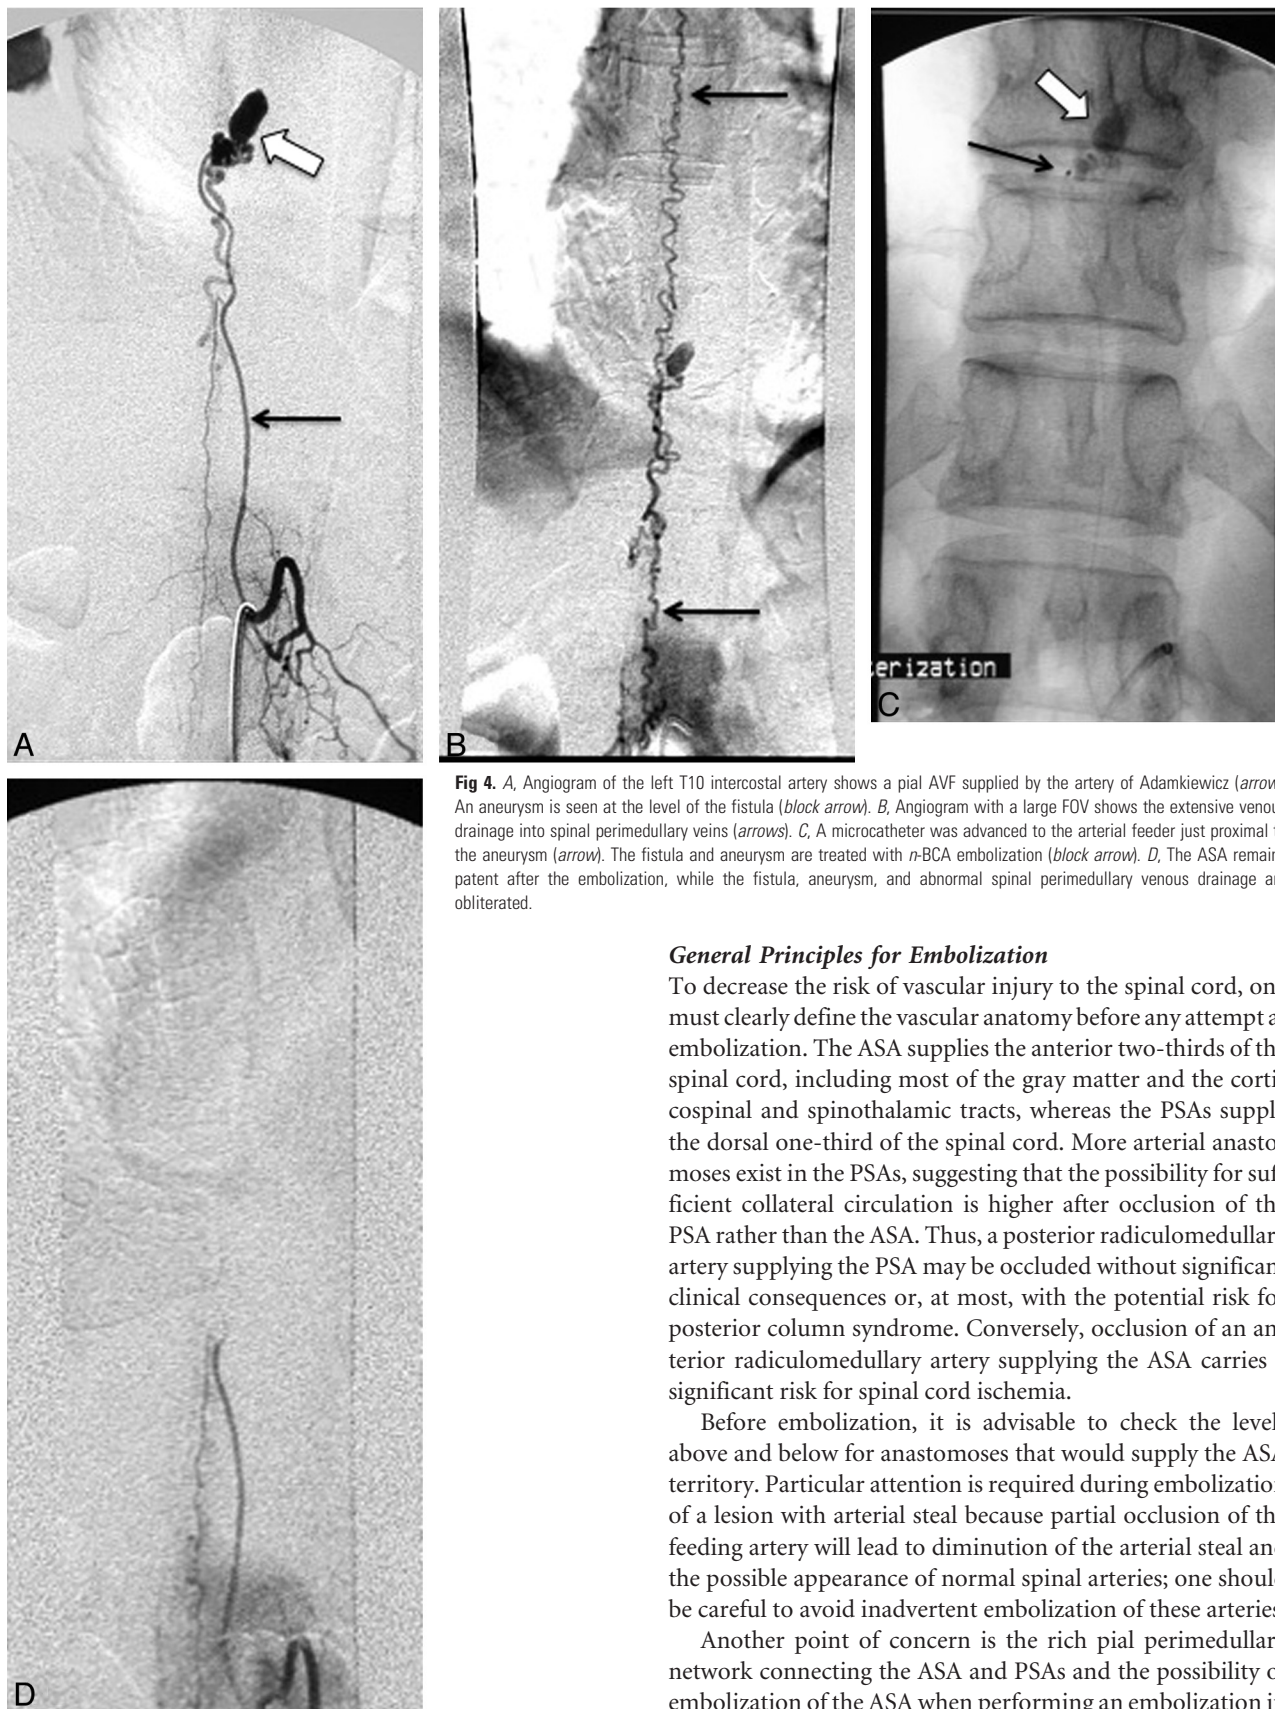 A
B
erization
C
D
Fig 4. A, Angiogram of the left T10 intercostal artery shows a pial AVF supplied by the artery of Adamkiewicz (arrow
An aneurysm is seen at the level of the fistula (block arrow). B, Angiogram with a large FOV shows the extensive venou
drainage into spinal perimedullary veins (arrows). C, A microcatheter was advanced to the arterial feeder just proximal t
the aneurysm (arrow). The fistula and aneurysm are treated with n-BCA embolization (block arrow). D, The ASA remain
patent after the embolization, while the fistula, aneurysm, and abnormal spinal perimedullary venous drainage ar
obliterated.
General Principles for Embolization
To decrease the risk of vascular injury to the spinal cord, on
must clearly define the vascular anatomy before any attempt a
embolization. The ASA supplies the anterior two-thirds of th
spinal cord, including most of the gray matter and the corti
cospinal and spinothalamic tracts, whereas the PSAs suppl
the dorsal one-third of the spinal cord. More arterial anasto
moses exist in the PSAs, suggesting that the possibility for suf
ficient collateral circulation is higher after occlusion of th
PSA rather than the ASA. Thus, a posterior radiculomedullar
artery supplying the PSA may be occluded without significan
clinical consequences or, at most, with the potential risk fo
posterior column syndrome. Conversely, occlusion of an an
terior radiculomedullary artery supplying the ASA carries
significant risk for spinal cord ischemia.
Before embolization, it is advisable to check the level
above and below for anastomoses that would supply the ASA
territory. Particular attention is required during embolization
of a lesion with arterial steal because partial occlusion of th
feeding artery will lead to diminution of the arterial steal and
the possible appearance of normal spinal arteries; one shoul
be careful to avoid inadvertent embolization of these arteries
Another point of concern is the rich pial perimedullar
network connecting the ASA and PSAs and the possibility o
embolization of the ASA when performing an embolization i